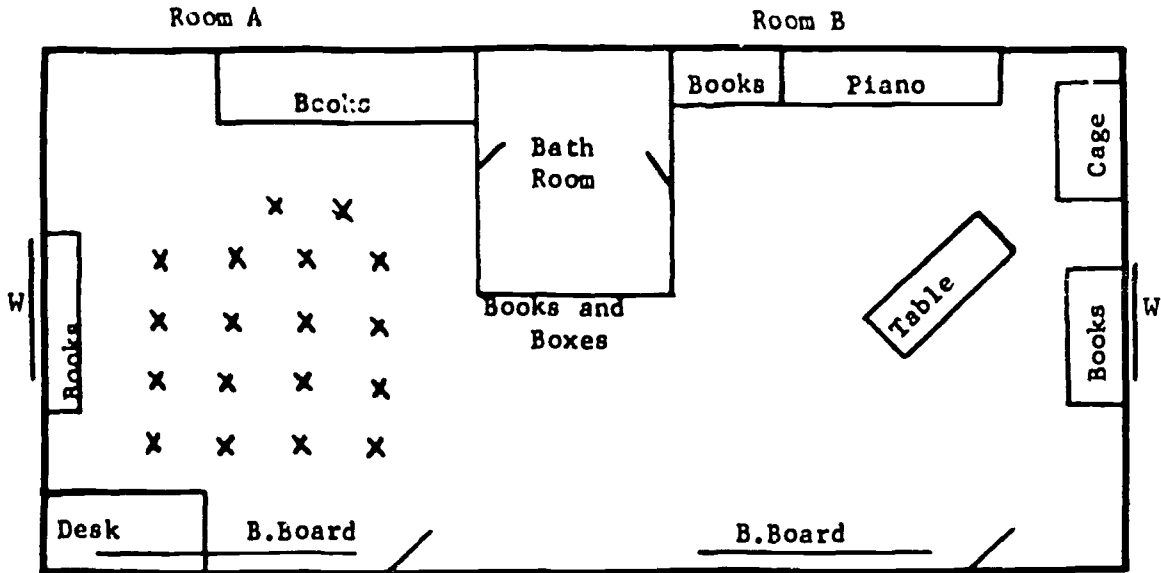 Room A
Room B
Books
Books
Piano
Cage
Bath
Room
W
Books
Books and
Boxes
Table
Books
W
Desk
B.Board
B.Board